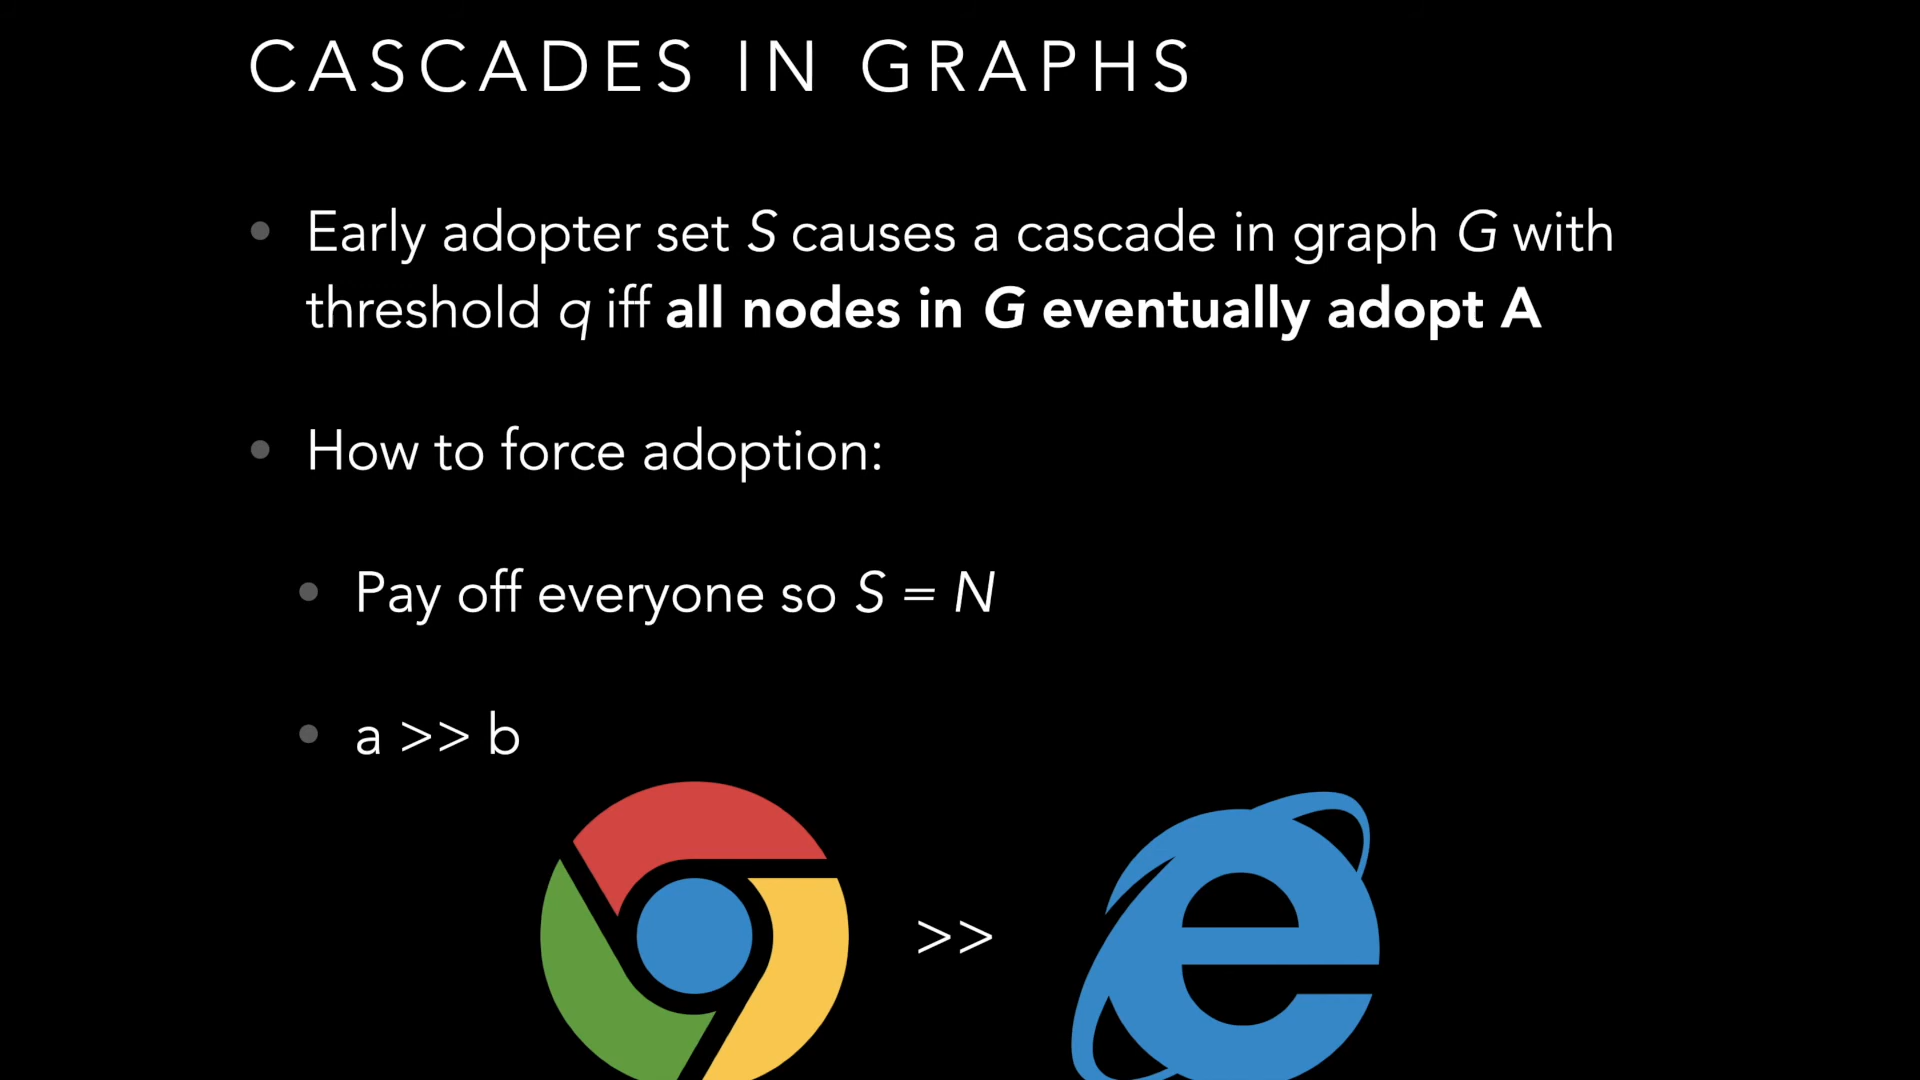 CASCADES IN GRAPHS
• Early adopter set S causes a cascade in graph G with
threshold q iff all nodes in G eventually adopt A
• How to force adoption:
• Pay off everyone so S = N
• a >> b
>>